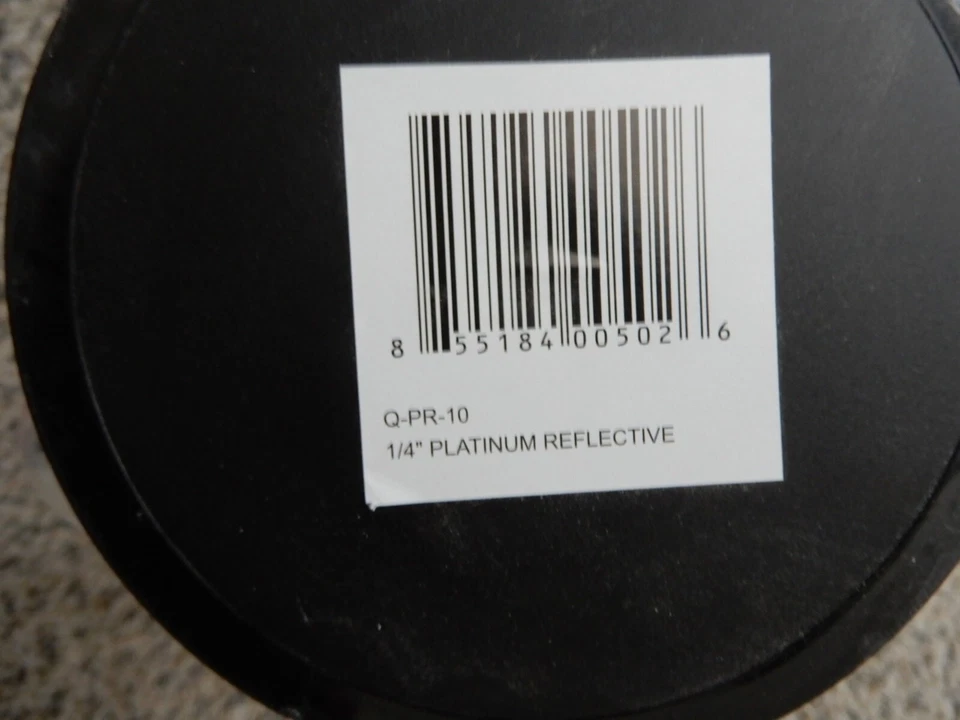 8 55184 00502 6
Q-PR-10
1/4" PLATINUM REFLECTIVE